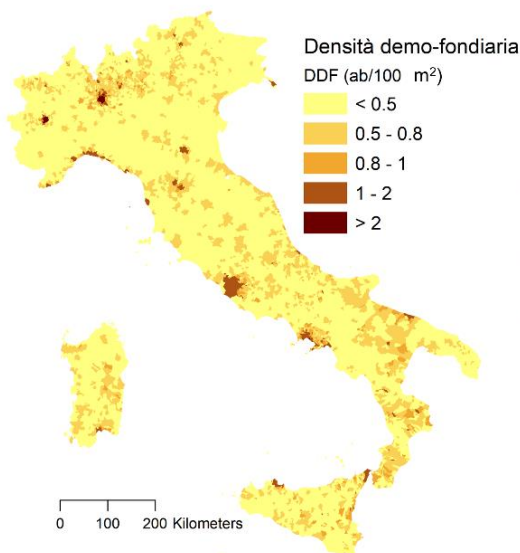 Densità demo-fondiaria
DDF (ab/100 m²)
< 0.5
0.5 - 0.8
0.8 - 1
1 - 2
> 2
0 100 200 Kilometers